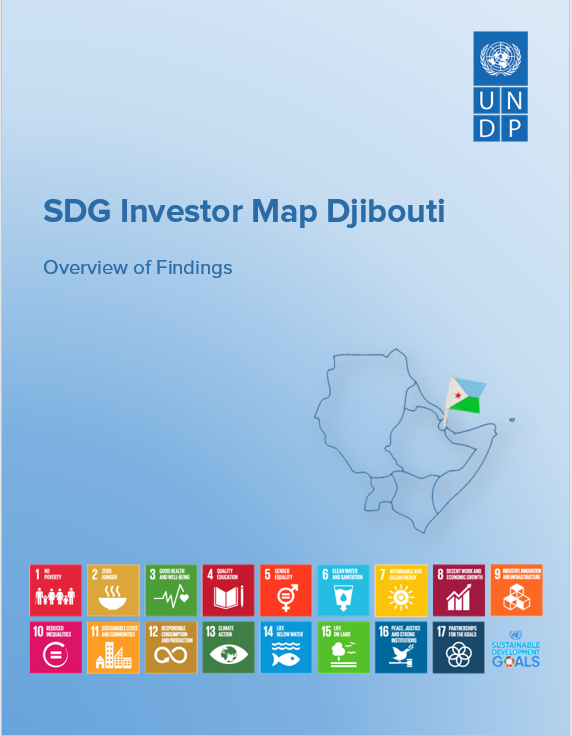 U N
D P
SDG Investor Map Djibouti
Overview of Findings
1 NO
POVERTY
2 ZERO
HUNGER
3 GOOD HEALTH
AND WELL-BEING
4 QUALITY
EDUCATION
5 GENDER
EQUALITY
6 CLEAN WATER
AND SANITATION
7 AFFORDABLE AND
CLEAN ENERGY
8 DECENT WORK AND
ECONOMIC GROWTH
9 INDUSTRY, INNOVATION
AND INFRASTRUCTURE
10 REDUCED
INEQUALITIES
11 SUSTAINABLE CITIES
AND COMMUNITIES
12 RESPONSIBLE
CONSUMPTION
AND PRODUCTION
13 CLIMATE
ACTION
14 LIFE
BELOW WATER
15 LIFE
ON LAND
16 PEACE, JUSTICE
AND STRONG
INSTITUTIONS
17 PARTNERSHIPS
FOR THE GOALS
SUSTAINABLE
DEVELOPMENT
GOALS